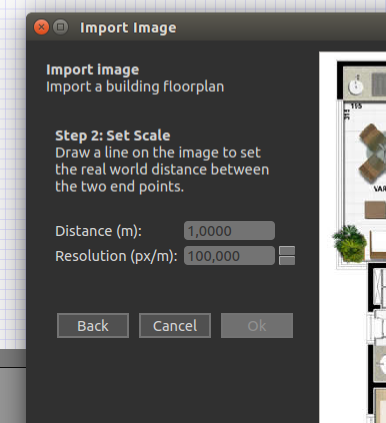 Import Image
Import image
Import a building floorplan
Step 2: Set Scale
Draw a line on the image to set
the real world distance between
the two end points.
Distance (m): 1,0000
Resolution (px/m): 100,000
Back Cancel Ok
VAR